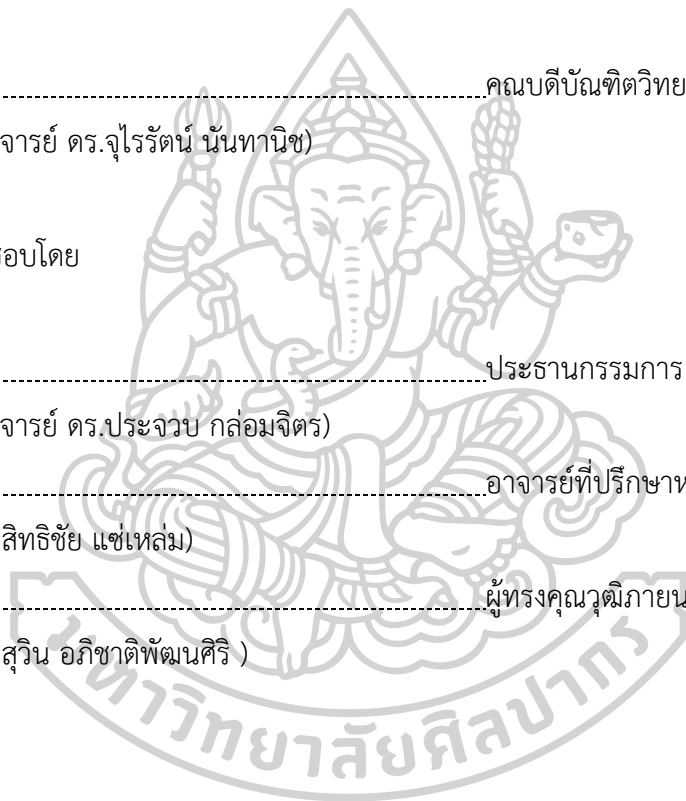 คณบดีบัณฑิตวิทย
จารย์ ดร.จุไรรัตน์ นันทานิช)
อบโดย
ประธานกรรมการ
จารย์ ดร.ประจวบ กล่อมจิตร)
อาจารย์ที่ปรึกษาห
สิทธิชัย แซ่เหล่ม)
ผู้ทรงคุณวุฒิภายน
สุวิน อภิชาติพัฒนศิริ )
มหาวิทยาลัยศิลปากร